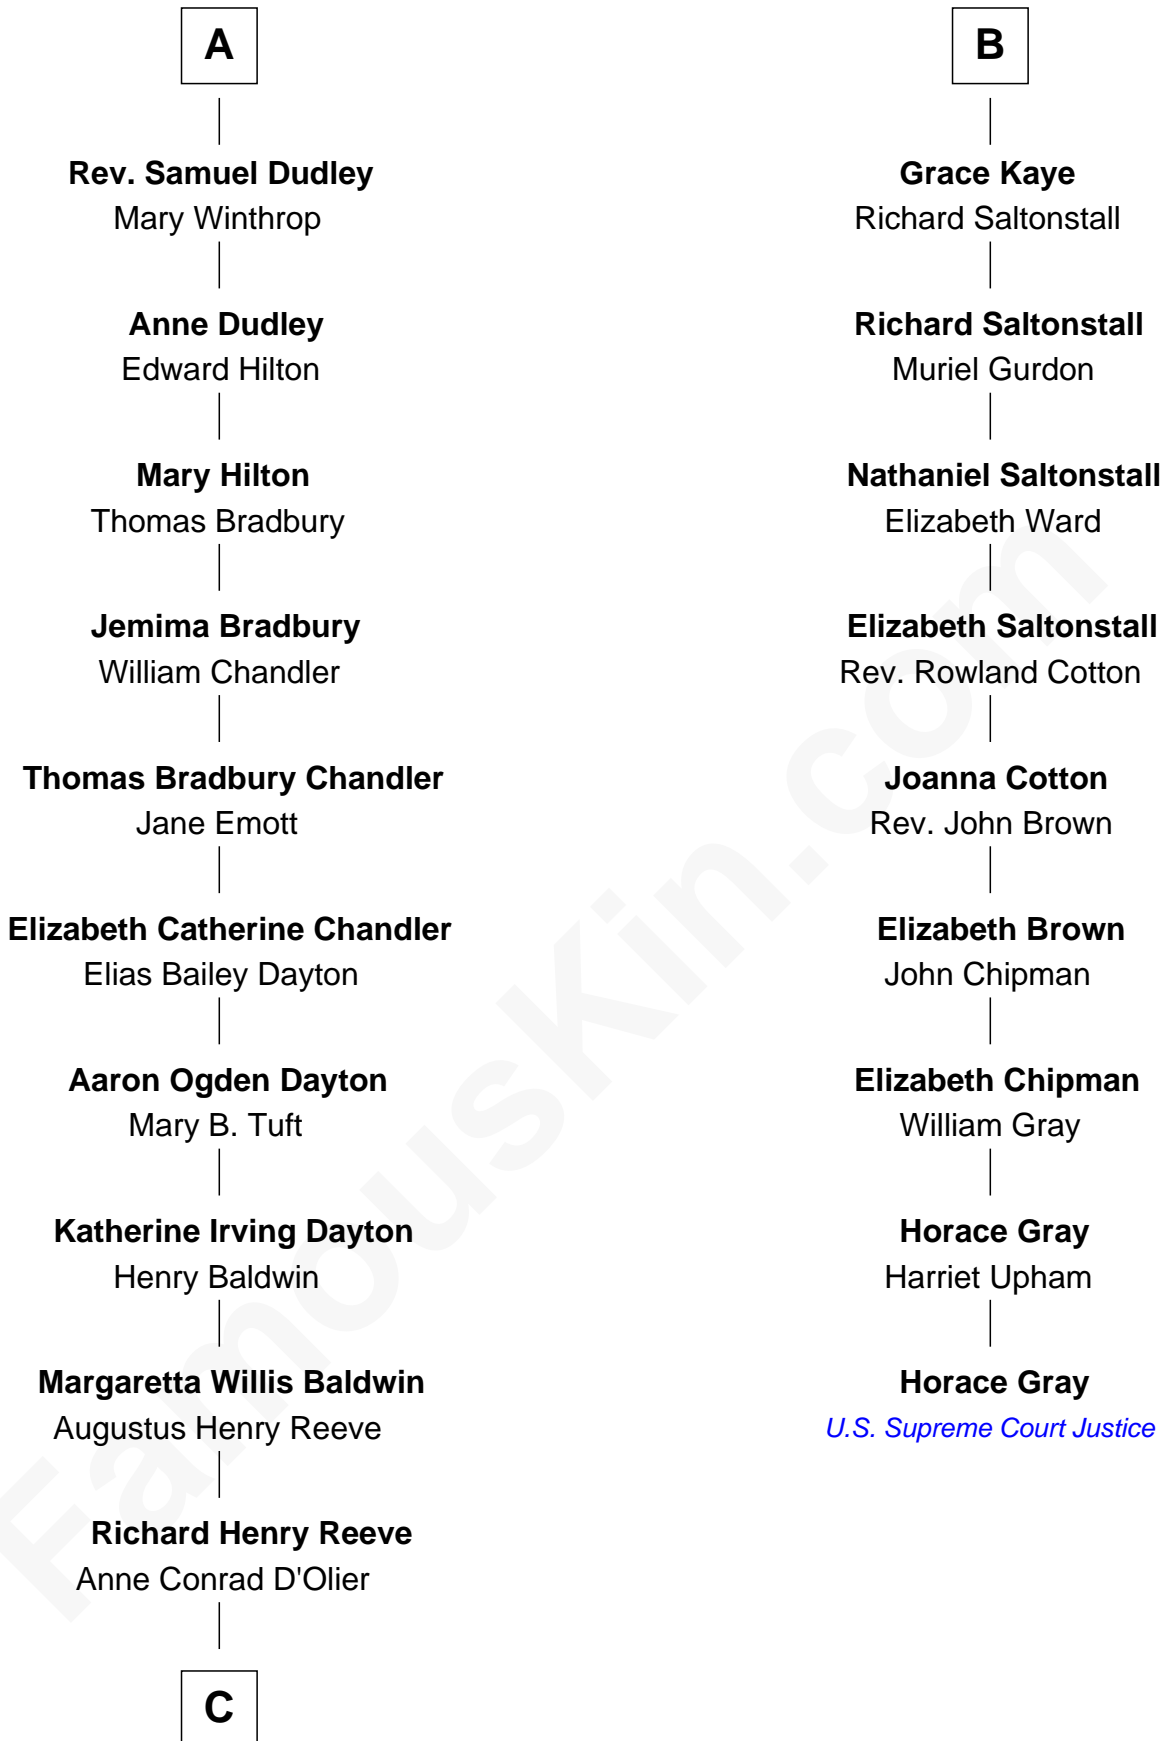 A
Rev. Samuel Dudley
Mary Winthrop
Anne Dudley
Edward Hilton
Mary Hilton
Thomas Bradbury
Jemima Bradbury
William Chandler
Thomas Bradbury Chandler
Jane Emott
Elizabeth Catherine Chandler
Elias Bailey Dayton
Aaron Ogden Dayton
Mary B. Tuft
Katherine Irving Dayton
Henry Baldwin
Margaretta Willis Baldwin
Augustus Henry Reeve
Richard Henry Reeve
Anne Conrad D'Olier
C
B
Grace Kaye
Richard Saltonstall
Richard Saltonstall
Muriel Gurdon
Nathaniel Saltonstall
Elizabeth Ward
Elizabeth Saltonstall
Rev. Rowland Cotton
Joanna Cotton
Rev. John Brown
Elizabeth Brown
John Chipman
Elizabeth Chipman
William Gray
Horace Gray
Harriet Upham
Horace Gray
U.S. Supreme Court Justice
FamousKin.com